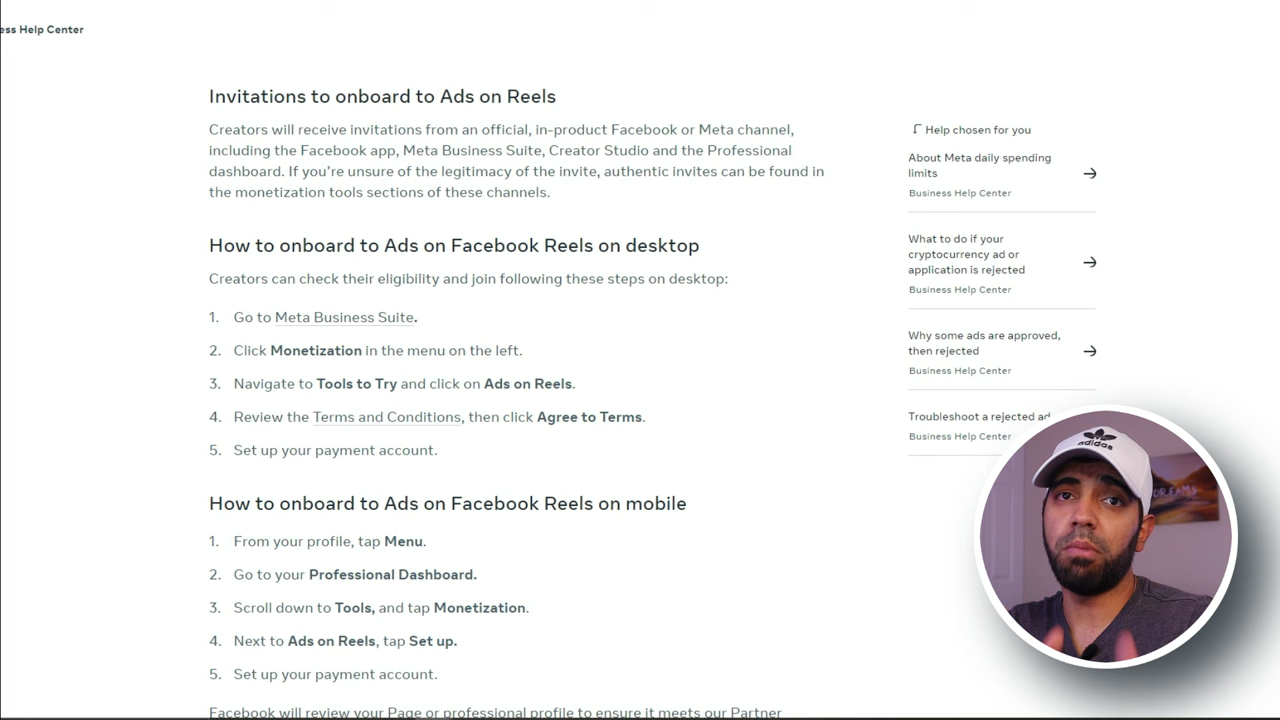 ess Help Center
Invitations to onboard to Ads on Reels
Creators will receive invitations from an official, in-product Facebook or Meta channel,
including the Facebook app, Meta Business Suite, Creator Studio and the Professional
dashboard. If you’re unsure of the legitimacy of the invite, authentic invites can be found in
the monetization tools sections of these channels.
How to onboard to Ads on Facebook Reels on desktop
Creators can check their eligibility and join following these steps on desktop:
1. Go to Meta Business Suite.
2. Click Monetization in the menu on the left.
3. Navigate to Tools to Try and click on Ads on Reels.
4. Review the Terms and Conditions, then click Agree to Terms.
5. Set up your payment account.
How to onboard to Ads on Facebook Reels on mobile
1. From your profile, tap Menu.
2. Go to your Professional Dashboard.
3. Scroll down to Tools, and tap Monetization.
4. Next to Ads on Reels, tap Set up.
5. Set up your payment account.
Facebook will review your Page or professional profile to ensure it meets our Partner
Help chosen for you
About Meta daily spending
limits
Business Help Center
What to do if your
cryptocurrency ad or
application is rejected
Business Help Center
Why some ads are approved,
then rejected
Business Help Center
Troubleshoot a rejected ad
Business Help Center
adidas
DREAMS